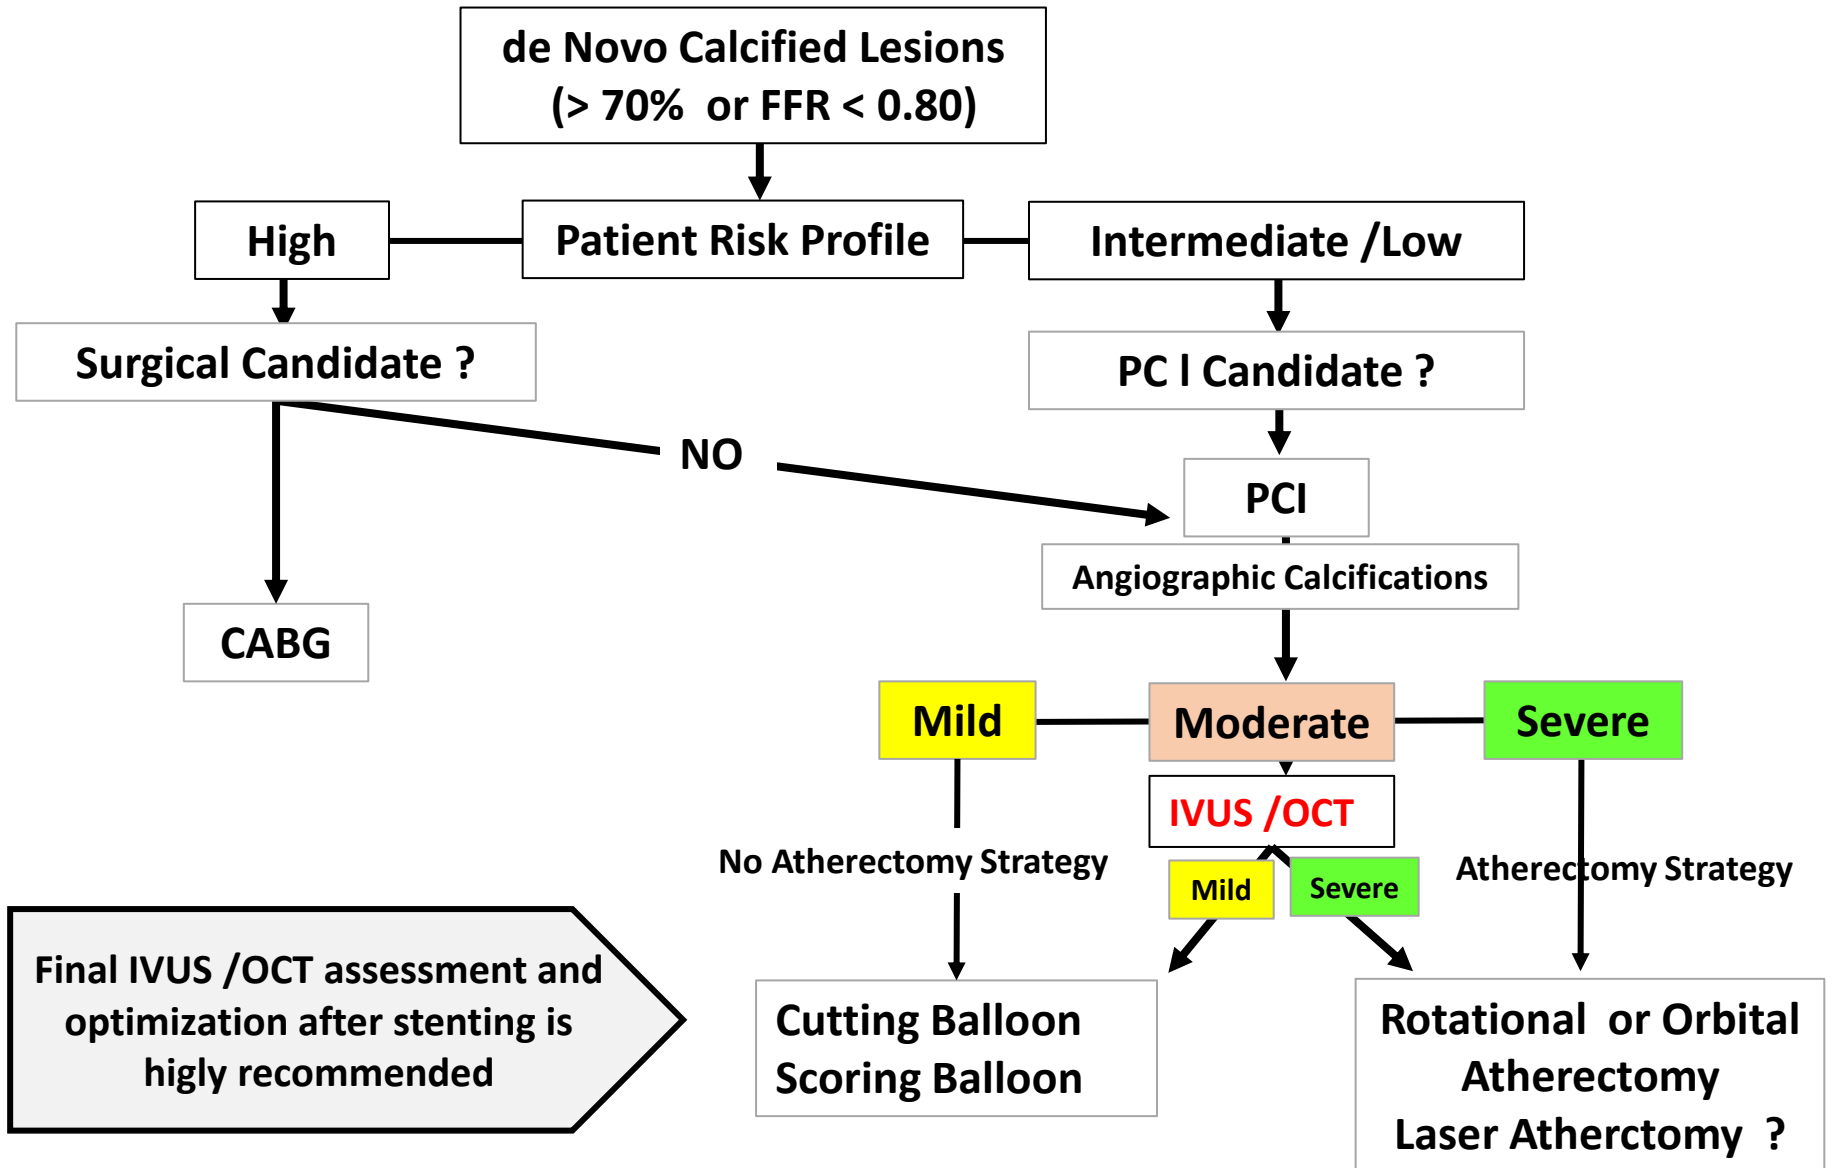 de Novo Calcified Lesions
(> 70% or FFR < 0.80)
High
Patient Risk Profile
Intermediate /Low
Surgical Candidate ?
PC l Candidate ?
NO
PCI
Angiographic Calcifications
CABG
Mild
Moderate
Severe
IVUS /OCT
No Atherectomy Strategy
Atherectomy Strategy
Mild
Severe
Final IVUS /OCT assessment and
optimization after stenting is
higly recommended
Cutting Balloon
Scoring Balloon
Rotational or Orbital
Atherectomy
Laser Atherctomy ?